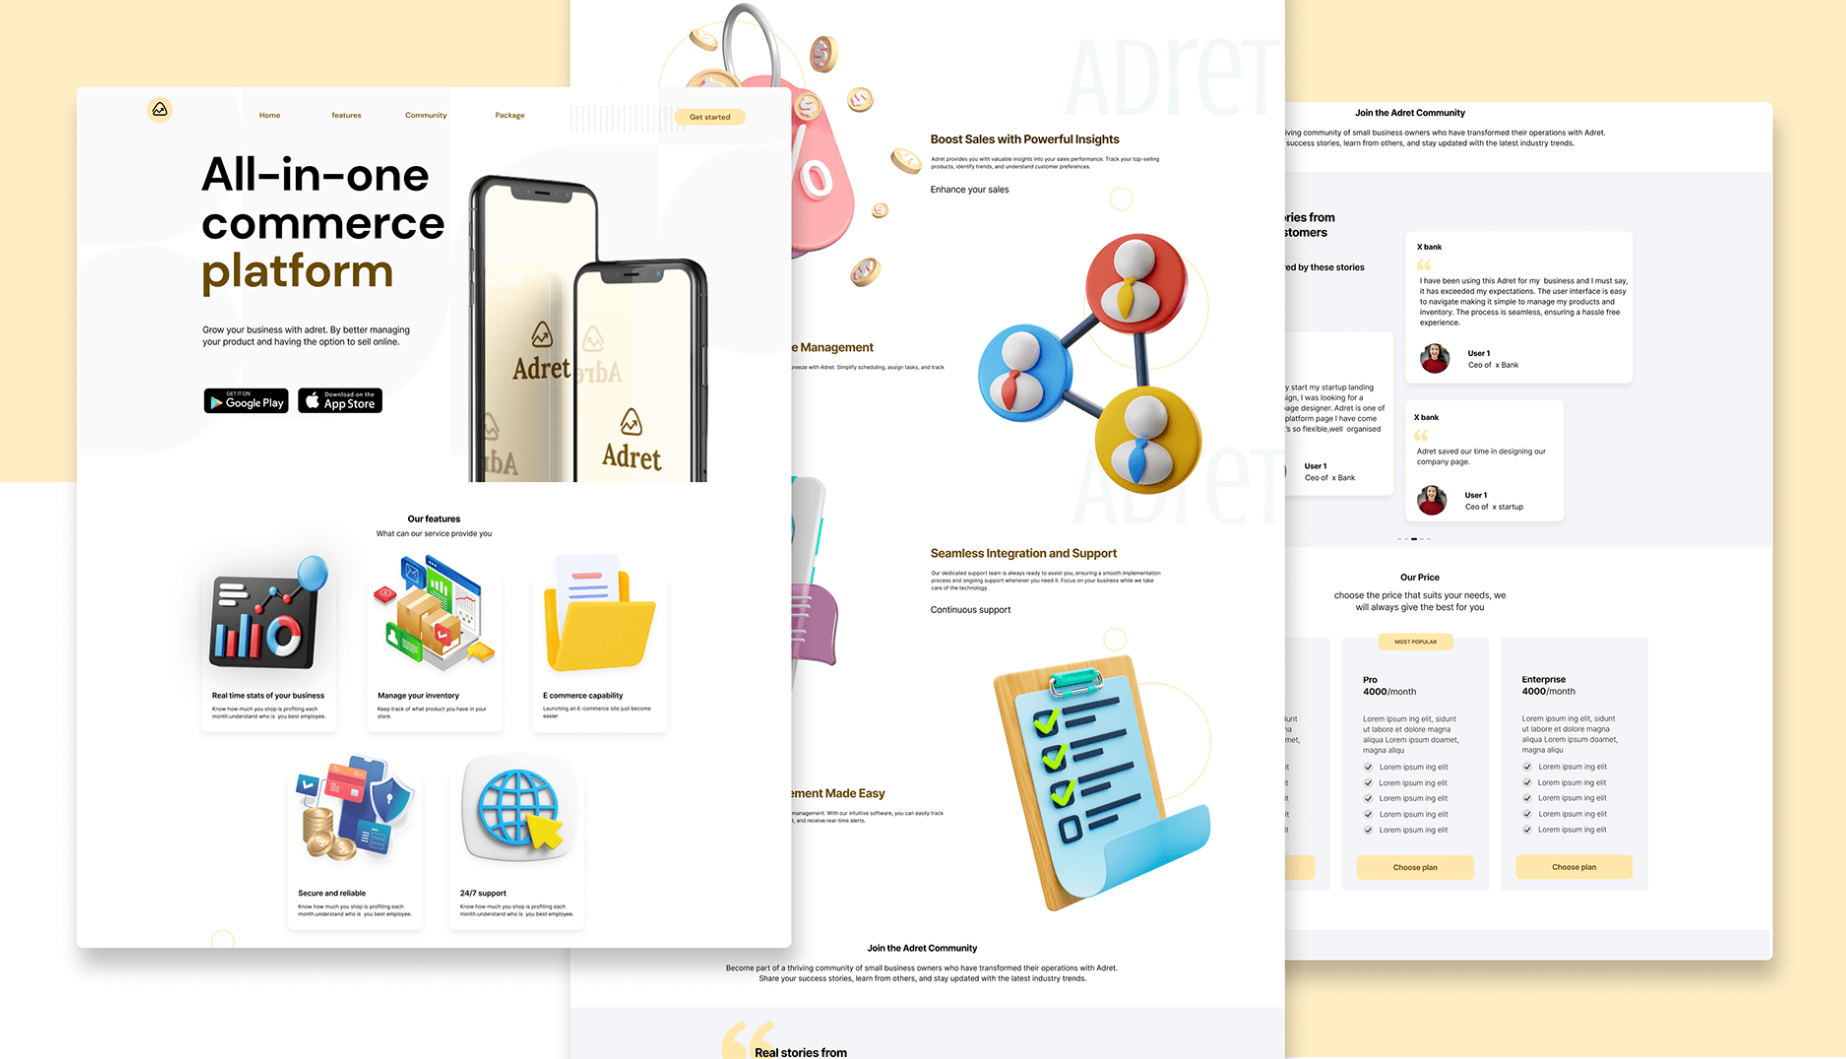 Home
features
Community
Package
Get started
All-in-one
commerce
platform
Grow your business with adret. By better managing
your product and having the option to sell online.
GET IT ON
Google Play
Download on the
App Store
Adret
Adret
Adret
Our features
What can our service provide you
Real time stats of your business
Know how much you shop is profiting each
month.understand who is you best employee.
Manage your inventory
Keep track of what product you have in your
store.
E commerce capability
Launching an E-commerce site just become
easier
Secure and reliable
Know how much you shop is profiting each
month.understand who is you best employee.
24/7 support
Know how much you shop is profiting each
month.understand who is you best employee.
Adret
Boost Sales with Powerful Insights
Adret provides you with valuable insights into your sales performance. Track your top-selling
products, identify trends, and understand customer preferences.
Enhance your sales
e Management
breeze with Adret. Simplify scheduling, assign tasks, and track
Adret
Seamless Integration and Support
Our dedicated support team is always ready to assist you, ensuring a smooth implementation
process and ongoing support whenever you need it. Focus on your business while we take
care of the technology.
Continuous support
ement Made Easy
management. With our intuitive software, you can easily track
t, and receive real-time alerts.
Join the Adret Community
Become part of a thriving community of small business owners who have transformed their operations with Adret.
Share your success stories, learn from others, and stay updated with the latest industry trends.
Real stories from
Join the Adret Community
iving community of small business owners who have transformed their operations with Adret.
success stories, learn from others, and stay updated with the latest industry trends.
ries from
stomers
red by these stories
X bank
I have been using this Adret for my business and I must say,
it has exceeded my expectations. The user interface is easy
to navigate making it simple to manage my products and
inventory. The process is seamless, ensuring a hassle free
experience.
User 1
Ceo of x Bank
y start my startup landing
ign, I was looking for a
age designer. Adret is one of
platform page I have come
's so flexible,well organised
User 1
Ceo of x Bank
X bank
Adret saved our time in designing our
company page.
User 1
Ceo of x startup
Our Price
choose the price that suits your needs, we
will always give the best for you
MOST POPULAR
Pro
4000/month
Lorem ipsum ing elit, sidunt
ut labore et dolore magna
aliqua Lorem ipsum doamet,
magna aliqu
Lorem ipsum ing elit
Lorem ipsum ing elit
Lorem ipsum ing elit
Lorem ipsum ing elit
Lorem ipsum ing elit
Choose plan
Enterprise
4000/month
Lorem ipsum ing elit, sidunt
ut labore et dolore magna
aliqua Lorem ipsum doamet,
magna aliqu
Lorem ipsum ing elit
Lorem ipsum ing elit
Lorem ipsum ing elit
Lorem ipsum ing elit
Lorem ipsum ing elit
Choose plan